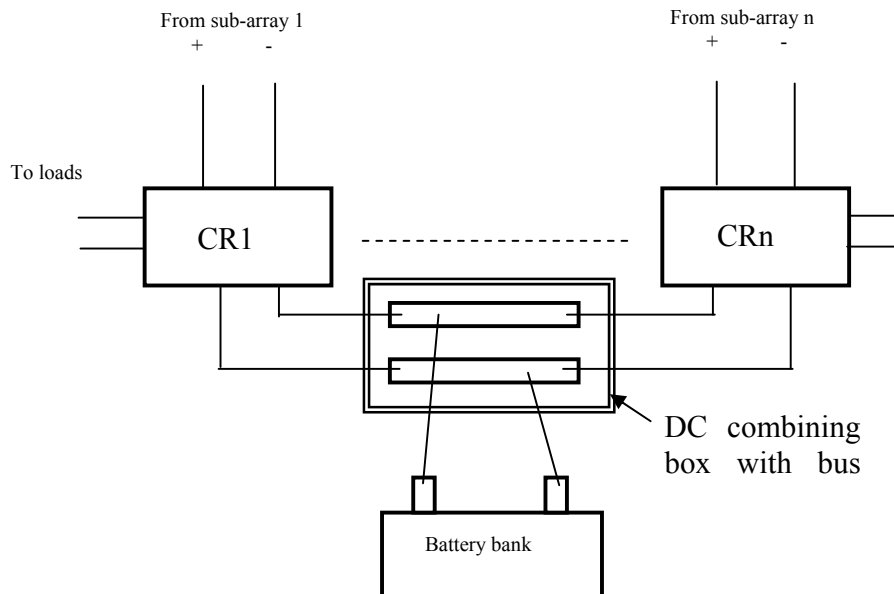 From sub-array 1
+ -
From sub-array n
+ -
To loads
CR1
CRn
DC combining
box with bus
Battery bank